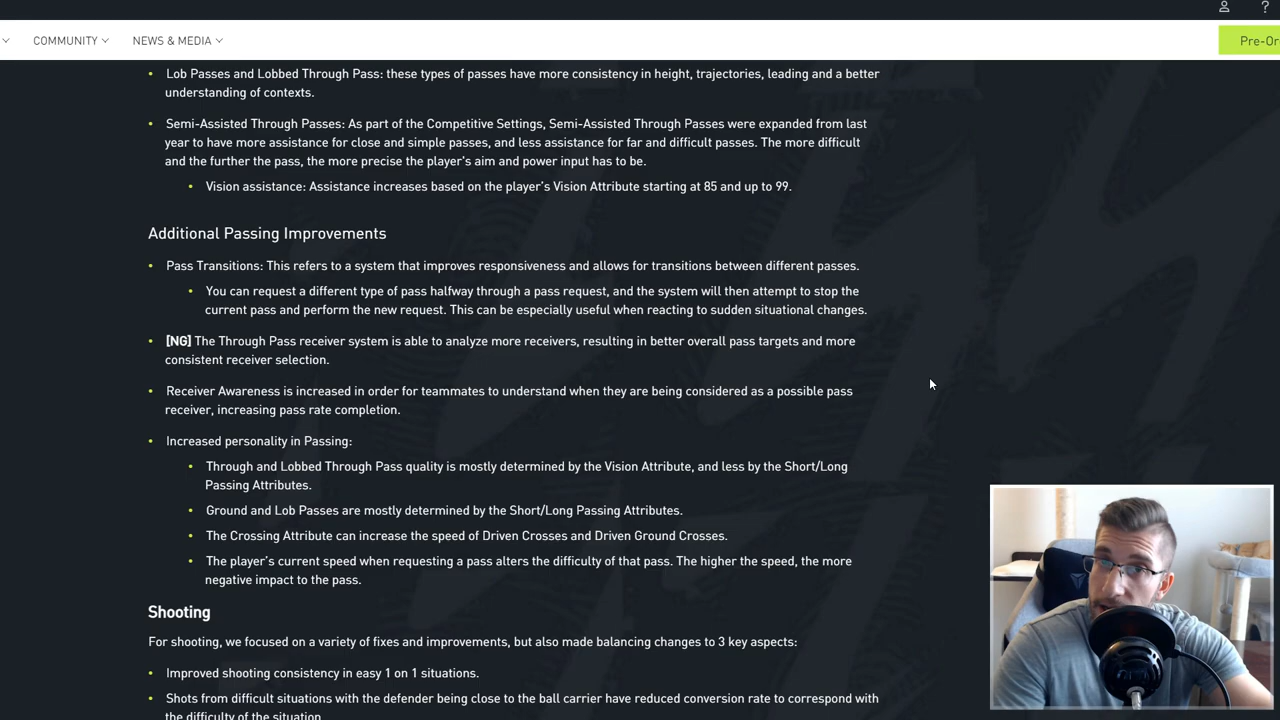 COMMUNITY
NEWS & MEDIA
Pre-Or
Lob Passes and Lobbed Through Pass: these types of passes have more consistency in height, trajectories, leading and a better
understanding of contexts.
Semi-Assisted Through Passes: As part of the Competitive Settings, Semi-Assisted Through Passes were expanded from last
year to have more assistance for close and simple passes, and less assistance for far and difficult passes. The more difficult
and the further the pass, the more precise the player's aim and power input has to be.
Vision assistance: Assistance increases based on the player's Vision Attribute starting at 85 and up to 99.
Additional Passing Improvements
Pass Transitions: This refers to a system that improves responsiveness and allows for transitions between different passes.
You can request a different type of pass halfway through a pass request, and the system will then attempt to stop the
current pass and perform the new request. This can be especially useful when reacting to sudden situational changes.
[NG] The Through Pass receiver system is able to analyze more receivers, resulting in better overall pass targets and more
consistent receiver selection.
Receiver Awareness is increased in order for teammates to understand when they are being considered as a possible pass
receiver, increasing pass rate completion.
Increased personality in Passing:
Through and Lobbed Through Pass quality is mostly determined by the Vision Attribute, and less by the Short/Long
Passing Attributes.
Ground and Lob Passes are mostly determined by the Short/Long Passing Attributes.
The Crossing Attribute can increase the speed of Driven Crosses and Driven Ground Crosses.
The player's current speed when requesting a pass alters the difficulty of that pass. The higher the speed, the more
negative impact to the pass.
Shooting
For shooting, we focused on a variety of fixes and improvements, but also made balancing changes to 3 key aspects:
Improved shooting consistency in easy 1 on 1 situations.
Shots from difficult situations with the defender being close to the ball carrier have reduced conversion rate to correspond with
the difficulty of the situation.